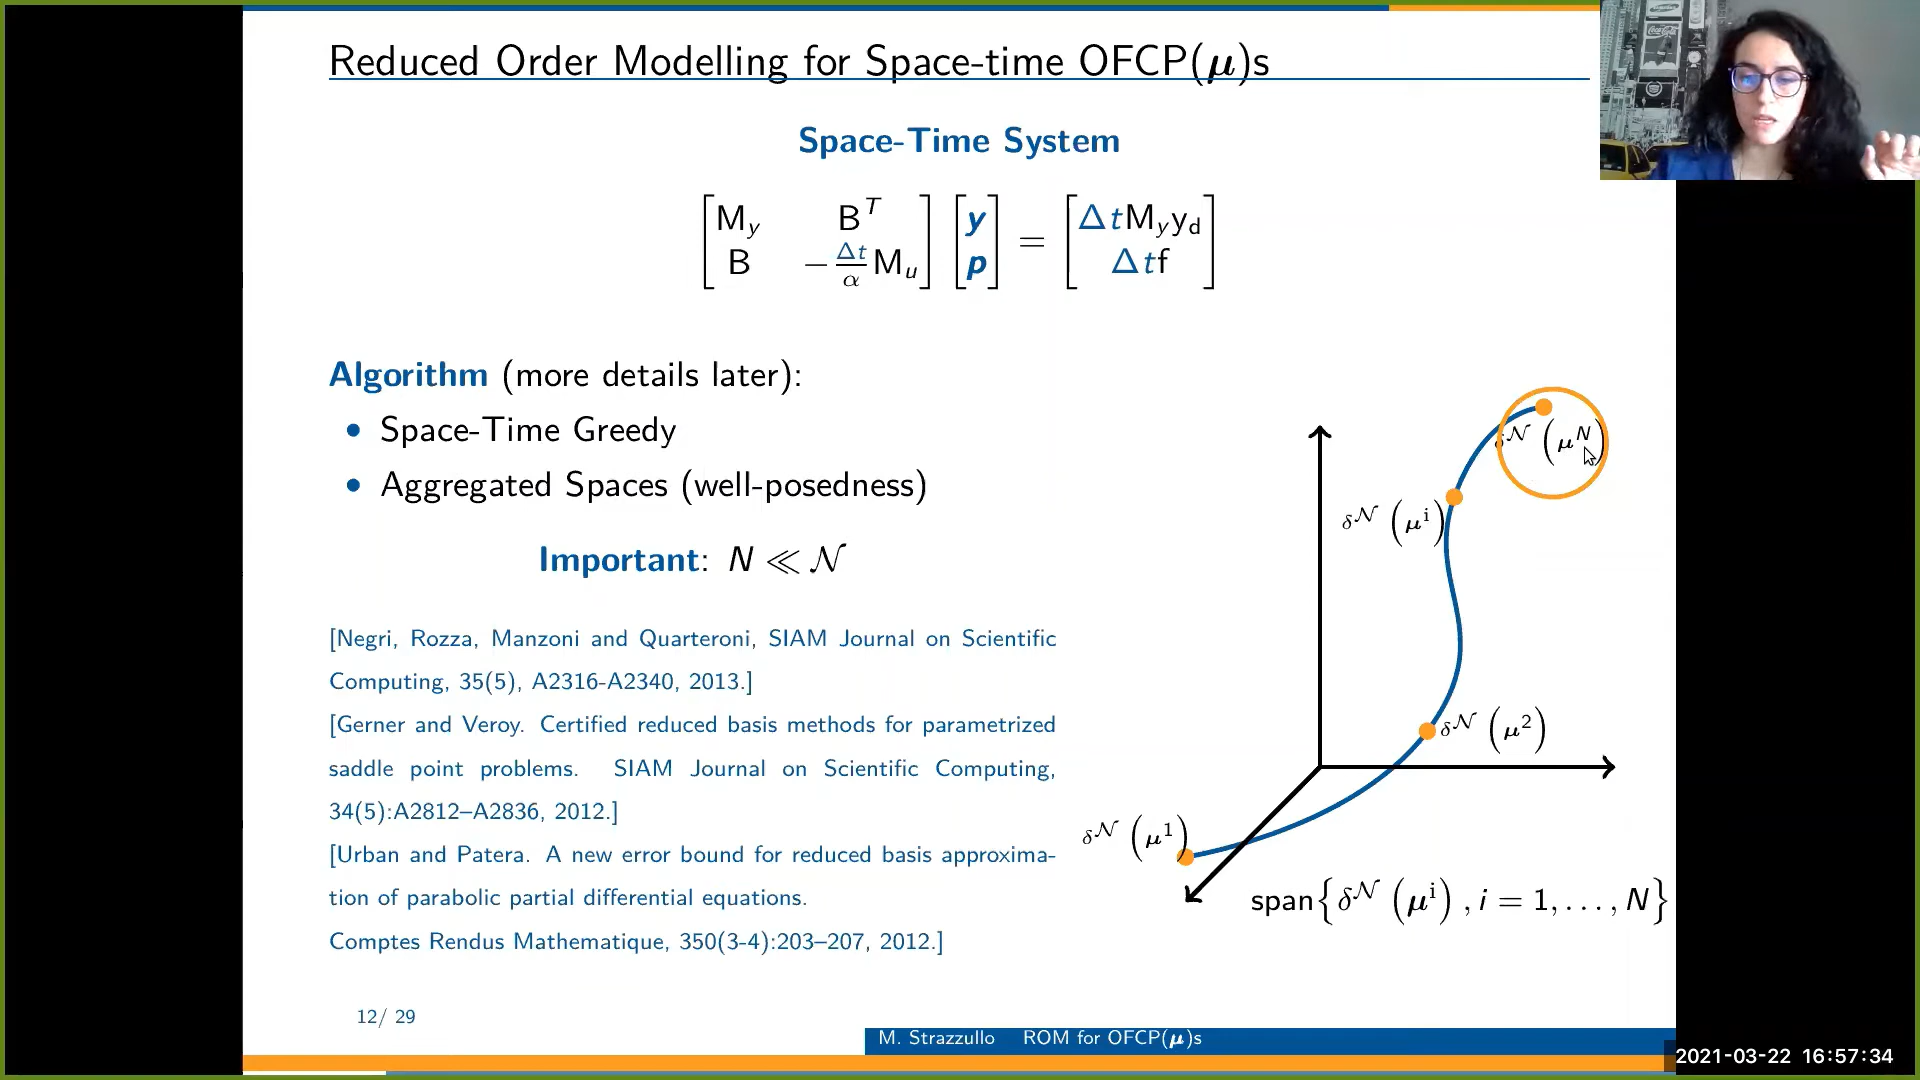 Reduced Order Modelling for Space-time OFCP(μ)s
Space-Time System
[M_y B^T; B −Δt/α M_u] [y; p] = [Δt M_y y_d; Δt f]
Algorithm (more details later):
• Space-Time Greedy
• Aggregated Spaces (well-posedness)
Important: N ≪ 𝒩
[Negri, Rozza, Manzoni and Quarteroni, SIAM Journal on Scientific
Computing, 35(5), A2316-A2340, 2013.]
[Gerner and Veroy. Certified reduced basis methods for parametrized
saddle point problems. SIAM Journal on Scientific Computing,
34(5):A2812–A2836, 2012.]
[Urban and Patera. A new error bound for reduced basis approxima-
tion of parabolic partial differential equations.
Comptes Rendus Mathematique, 350(3-4):203–207, 2012.]
δ^𝒩 (μ^N)
δ^𝒩 (μ^i)
δ^𝒩 (μ^2)
δ^𝒩 (μ^1)
span{δ^𝒩 (μ^i) , i = 1, . . . , N}
12/ 29
M. Strazzullo ROM for OFCP(μ)s
2021-03-22 16:57:34
Coca-Cola